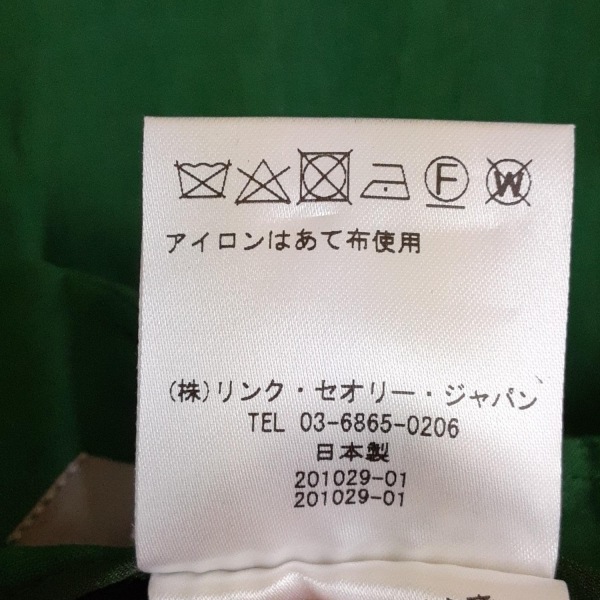 F W
アイロンはあて布使用
(株)リンク・セオリー・ジャパン
TEL 03-6865-0206
日本製
201029-01
201029-01